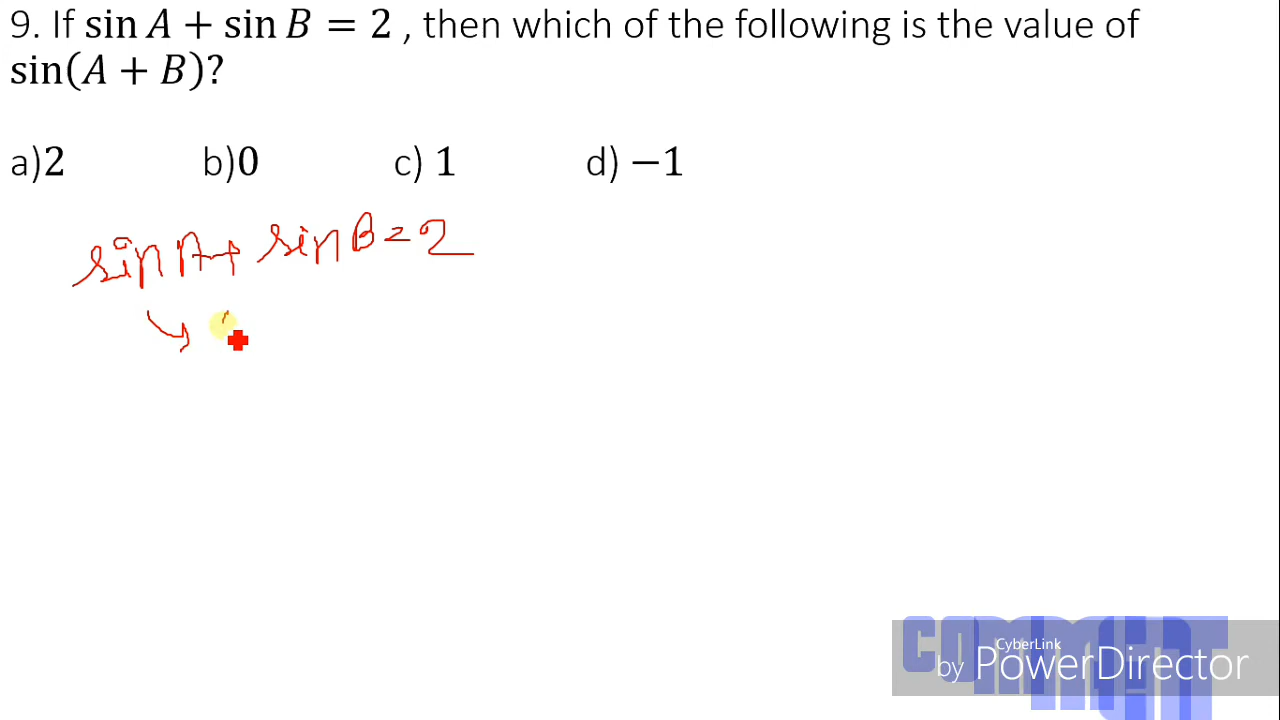 9. If sin A + sin B = 2 , then which of the following is the value of
sin(A + B)?
a)2 b)0 c) 1 d) −1
sin A + sin B = 2
comment
CyberLink
by PowerDirector